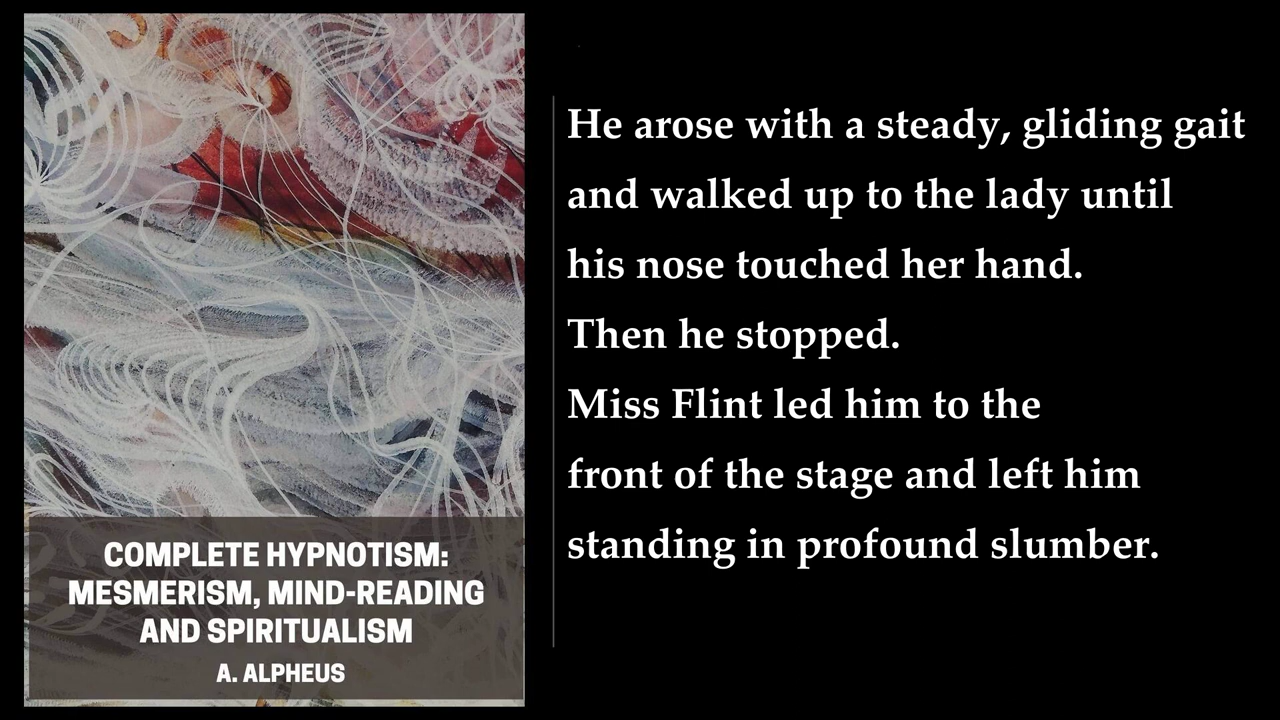 He arose with a steady, gliding gait
and walked up to the lady until
his nose touched her hand.
Then he stopped.
Miss Flint led him to the
front of the stage and left him
standing in profound slumber.
COMPLETE HYPNOTISM:
MESMERISM, MIND-READING
AND SPIRITUALISM
A. ALPHEUS